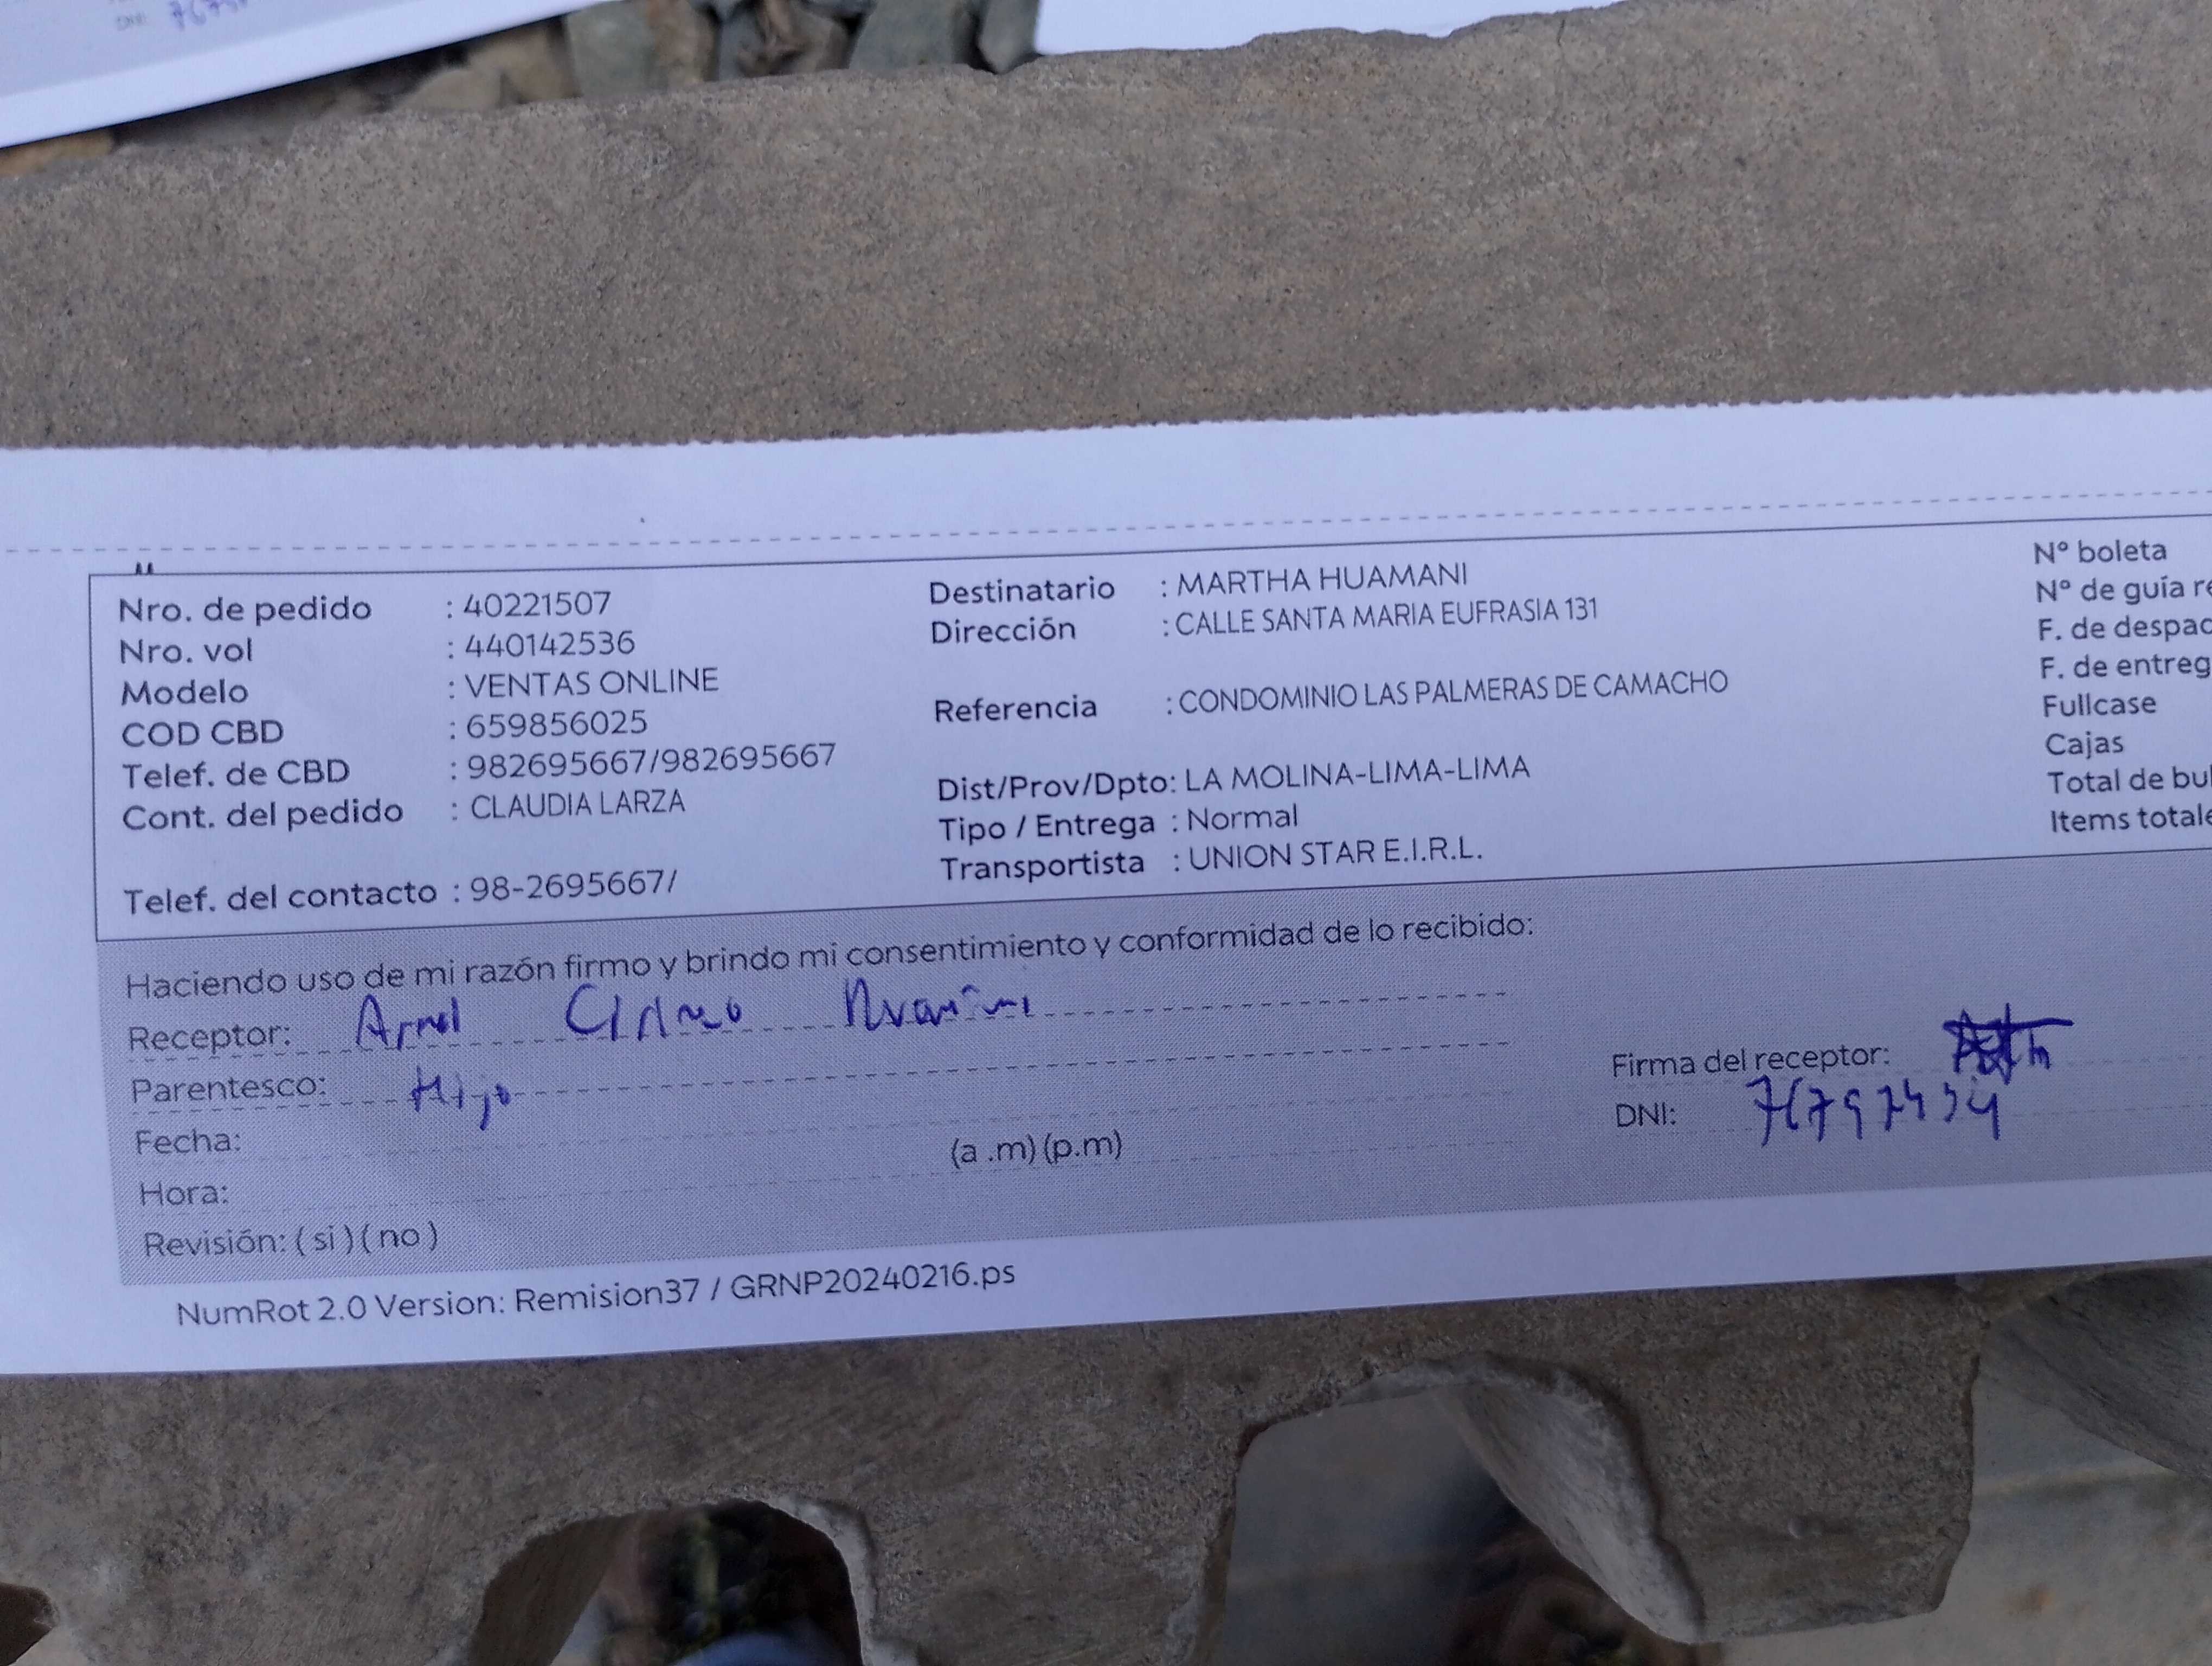 DNI:
Nro. de pedido : 40221507
Nro. vol : 440142536
Modelo : VENTAS ONLINE
COD CBD : 659856025
Telef. de CBD : 982695667/982695667
Cont. del pedido : CLAUDIA LARZA
Telef. del contacto : 98-2695667/
Destinatario : MARTHA HUAMANI
Dirección : CALLE SANTA MARIA EUFRASIA 131
Referencia : CONDOMINIO LAS PALMERAS DE CAMACHO
Dist/Prov/Dpto: LA MOLINA-LIMA-LIMA
Tipo / Entrega : Normal
Transportista : UNION STAR E.I.R.L.
N° boleta
N° de guía re
F. de despac
F. de entreg
Fullcase
Cajas
Total de bul
Items totale
Haciendo uso de mi razón firmo y brindo mi consentimiento y conformidad de lo recibido:
Receptor:
Parentesco: Hijo
Fecha:
Hora: (a .m) (p.m)
Revisión: ( si ) ( no )
Firma del receptor:
DNI:
NumRot 2.0 Version: Remision37 / GRNP20240216.ps